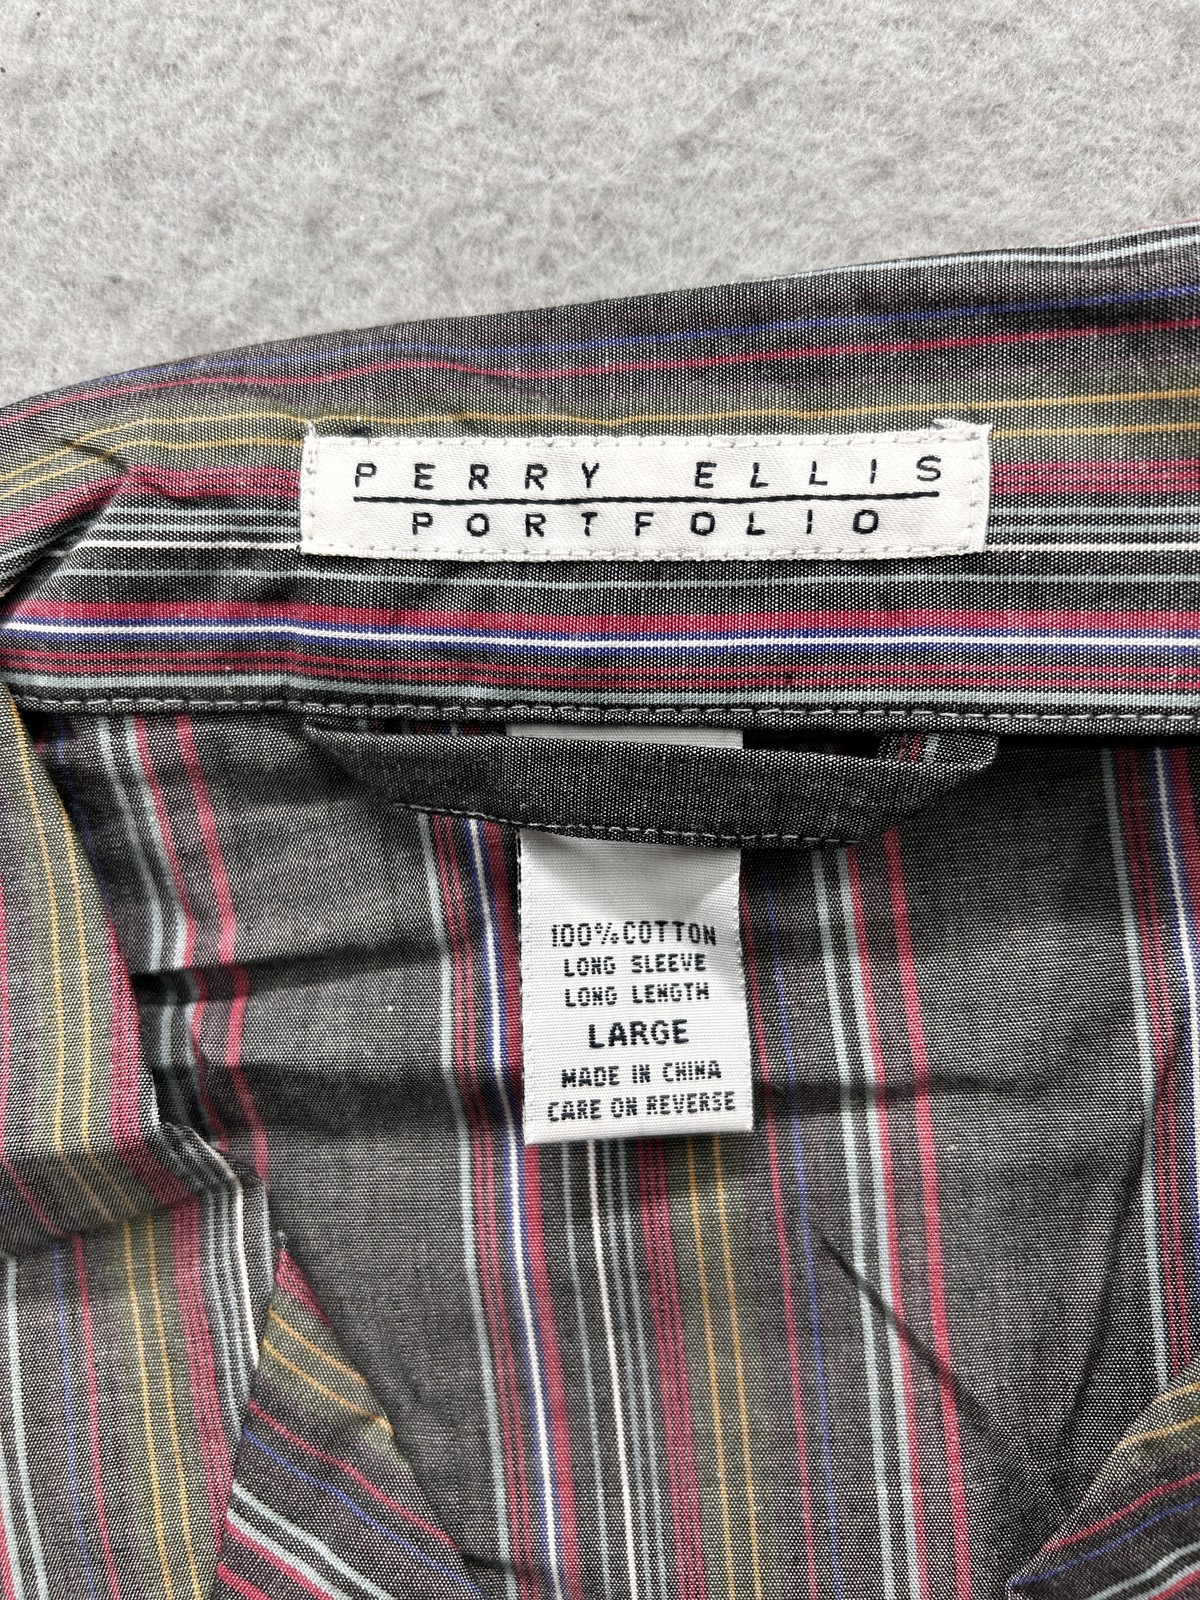 PERRY ELLIS
PORTFOLIO
100% COTTON
LONG SLEEVE
LONG LENGTH
LARGE
MADE IN CHINA
CARE ON REVERSE